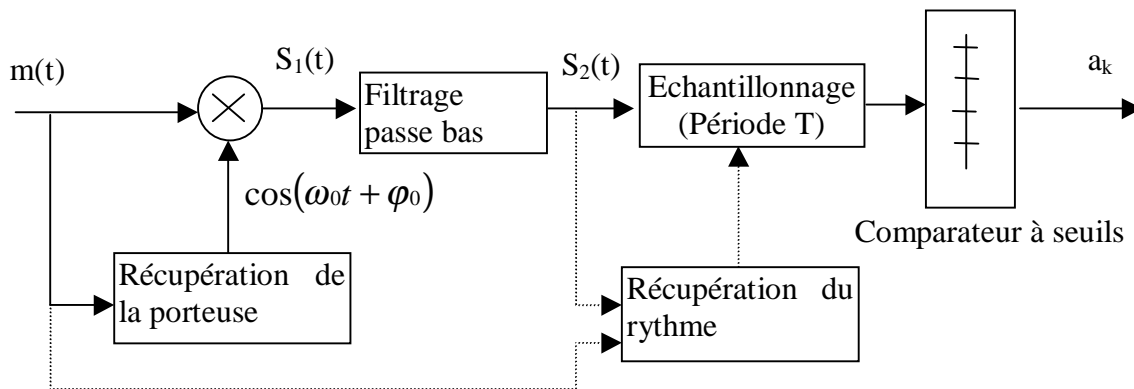 m(t)
S₁(t)
Filtrage
passe bas
S₂(t)
Echantillonnage
(Période T)
aₖ
cos(ω₀t + φ₀)
Comparateur à seuils
Récupération de
la porteuse
Récupération du
rythme